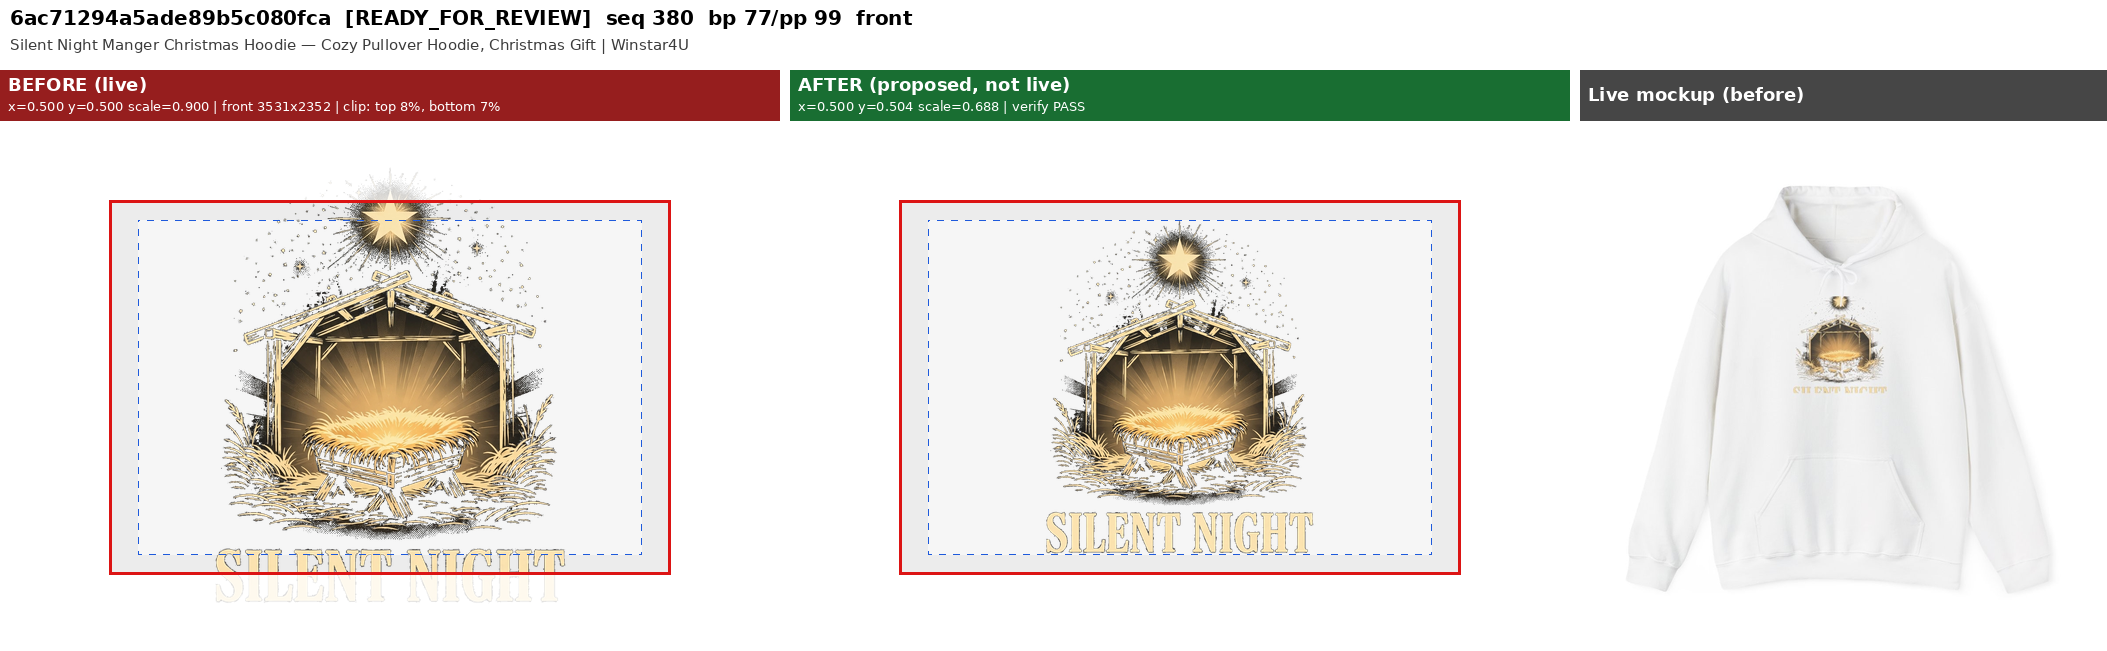 6ac71294a5ade89b5c080fca  [READY_FOR_REVIEW]  seq 380  bp 77/pp 99  front
Silent Night Manger Christmas Hoodie — Cozy Pullover Hoodie, Christmas Gift | Winstar4U
BEFORE (live)
x=0.500 y=0.500 scale=0.900 | front 3531x2352 | clip: top 8%, bottom 7%
AFTER (proposed, not live)
x=0.500 y=0.504 scale=0.688 | verify PASS
Live mockup (before)
SILENT NIGHT
SILENT NIGHT
SILENT NIGHT